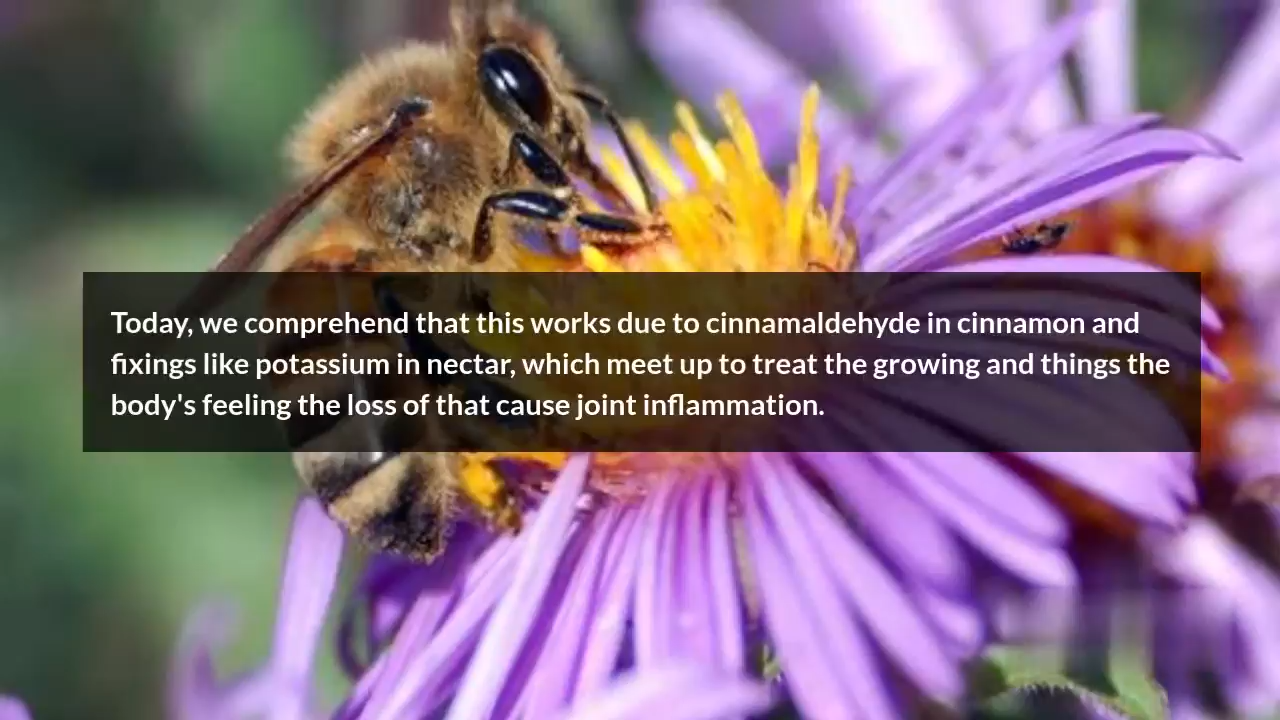 Today, we comprehend that this works due to cinnamaldehyde in cinnamon and
fixings like potassium in nectar, which meet up to treat the growing and things the
body's feeling the loss of that cause joint inflammation.